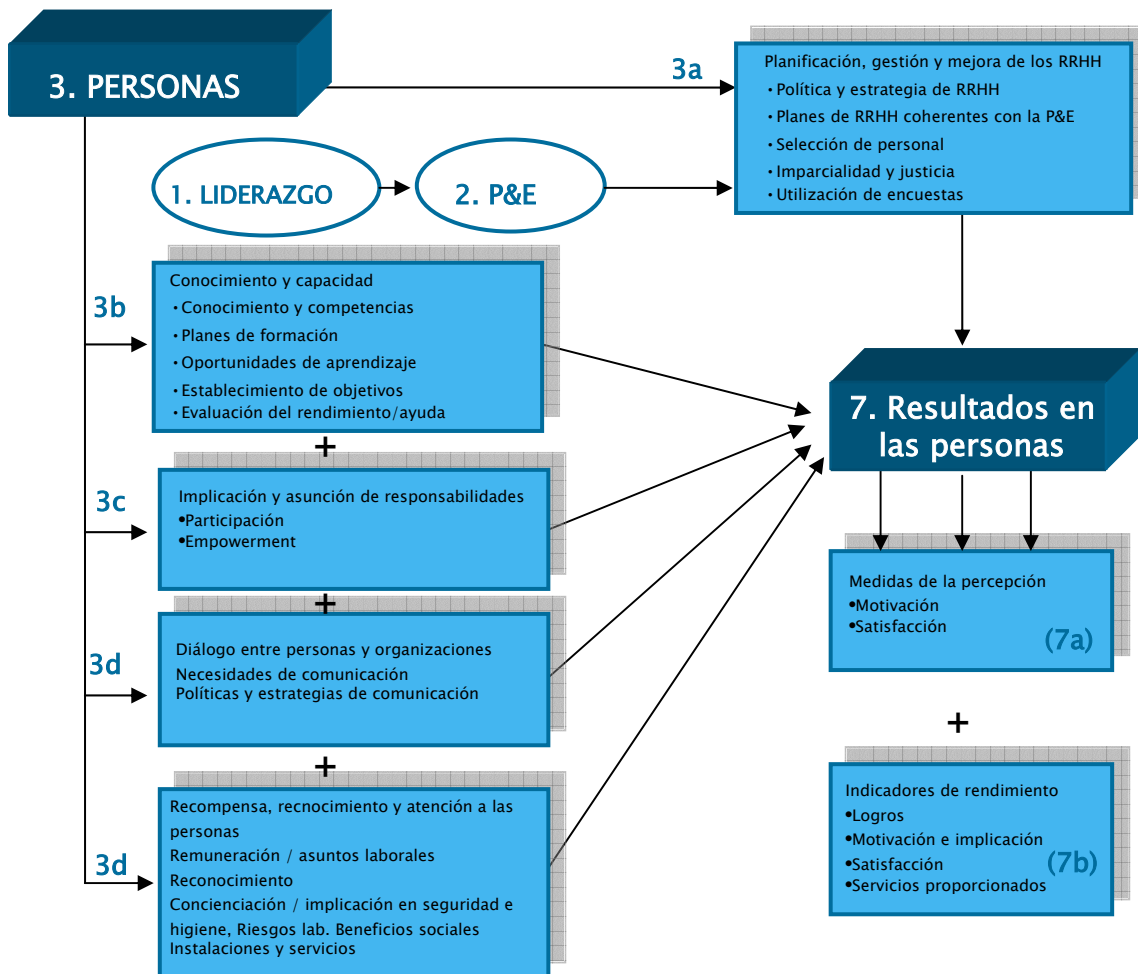 3. PERSONAS
3a
Planificación, gestión y mejora de los RRHH
•Política y estrategia de RRHH
•Planes de RRHH coherentes con la P&E
•Selección de personal
•Imparcialidad y justicia
•Utilización de encuestas
1. LIDERAZGO
2. P&E
3b
Conocimiento y capacidad
•Conocimiento y competencias
•Planes de formación
•Oportunidades de aprendizaje
•Establecimiento de objetivos
•Evaluación del rendimiento/ayuda
+
3c
Implicación y asunción de responsabilidades
•Participación
•Empowerment
+
3d
Diálogo entre personas y organizaciones
Necesidades de comunicación
Políticas y estrategias de comunicación
+
3d
Recompensa, recnocimiento y atención a las
personas
Remuneración / asuntos laborales
Reconocimiento
Concienciación / implicación en seguridad e
higiene, Riesgos lab. Beneficios sociales
Instalaciones y servicios
7. Resultados en
las personas
Medidas de la percepción
•Motivación
•Satisfacción
(7a)
+
Indicadores de rendimiento
•Logros
•Motivación e implicación
•Satisfacción
•Servicios proporcionados
(7b)